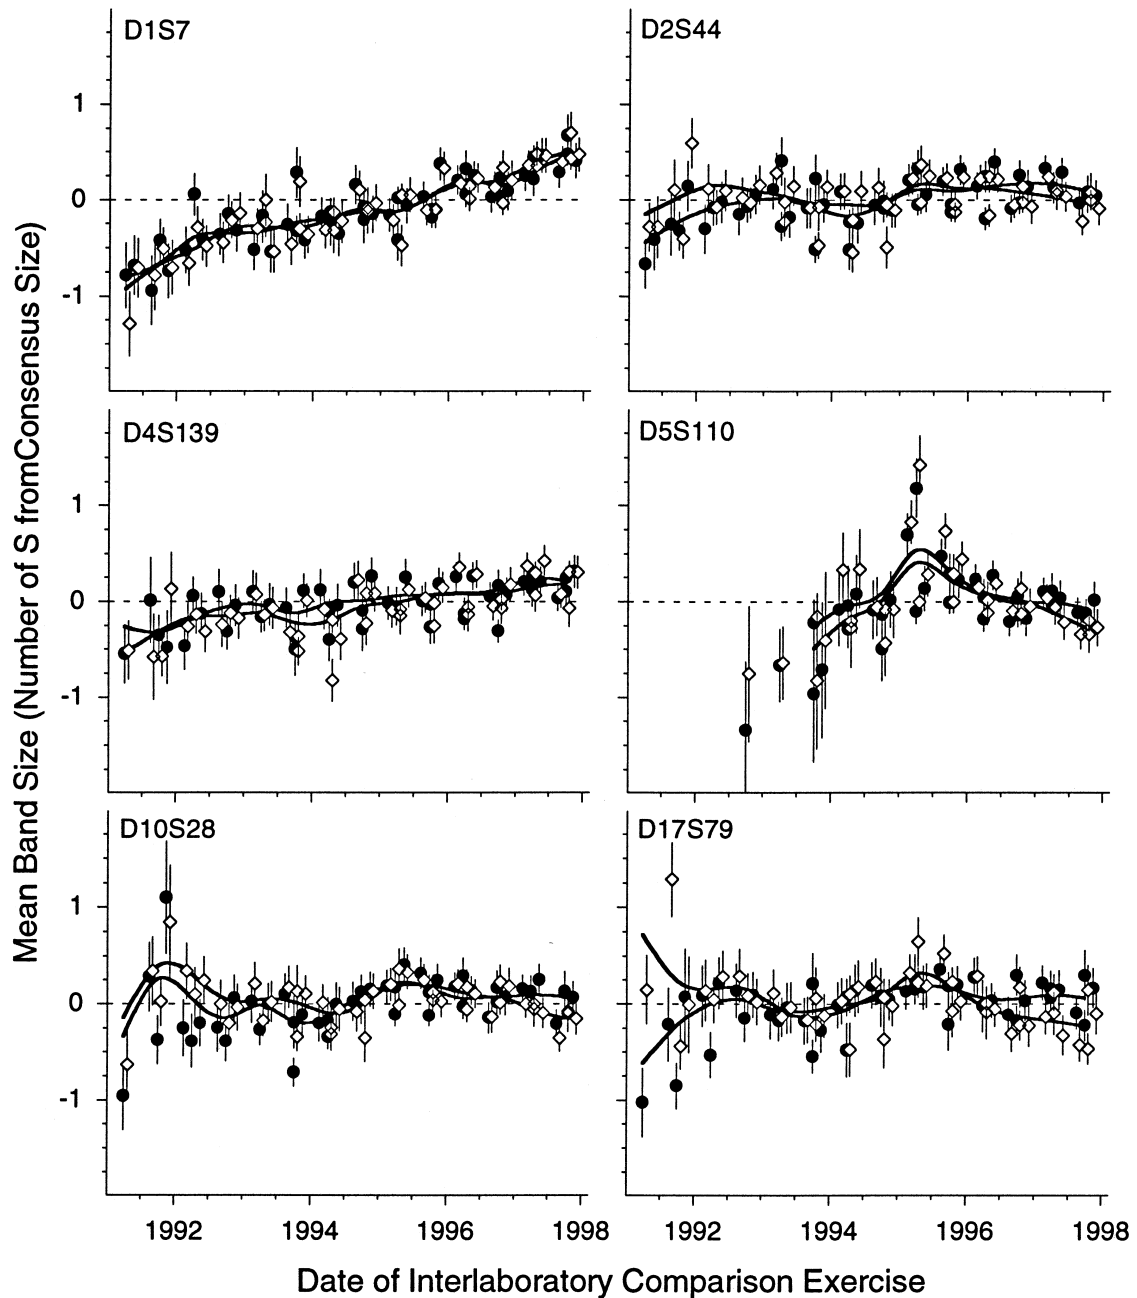 Mean Band Size (Number of S fromConsensus Size)
D1S7
D2S44
1
0
-1
D4S139
D5S110
1
0
-1
D10S28
D17S79
1
0
-1
1992 1994 1996 1998 1992 1994 1996 1998
Date of Interlaboratory Comparison Exercise